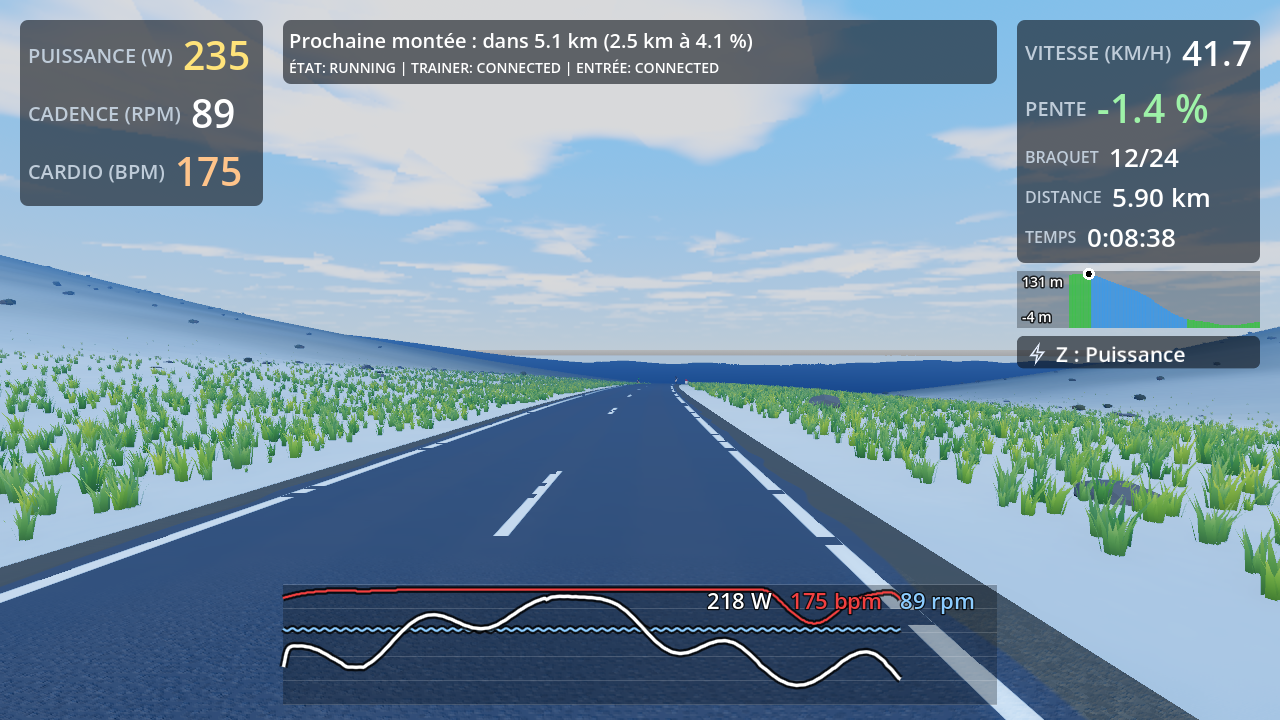 PUISSANCE (W) 235
CADENCE (RPM) 89
CARDIO (BPM) 175
Prochaine montée : dans 5.1 km (2.5 km à 4.1 %)
ÉTAT: RUNNING | TRAINER: CONNECTED | ENTRÉE: CONNECTED
VITESSE (KM/H) 41.7
PENTE -1.4 %
BRAQUET 12/24
DISTANCE 5.90 km
TEMPS 0:08:38
131 m
-4 m
Z : Puissance
218 W 175 bpm 89 rpm